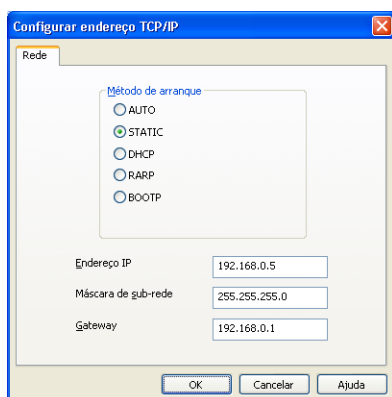 Configurar endereço TCP/IP
Rede
Método de arranque
AUTO
STATIC
DHCP
RARP
BOOTP
Endereço IP 192.168.0.5
Máscara de sub-rede 255.255.255.0
Gateway 192.168.0.1
OK Cancelar Ajuda